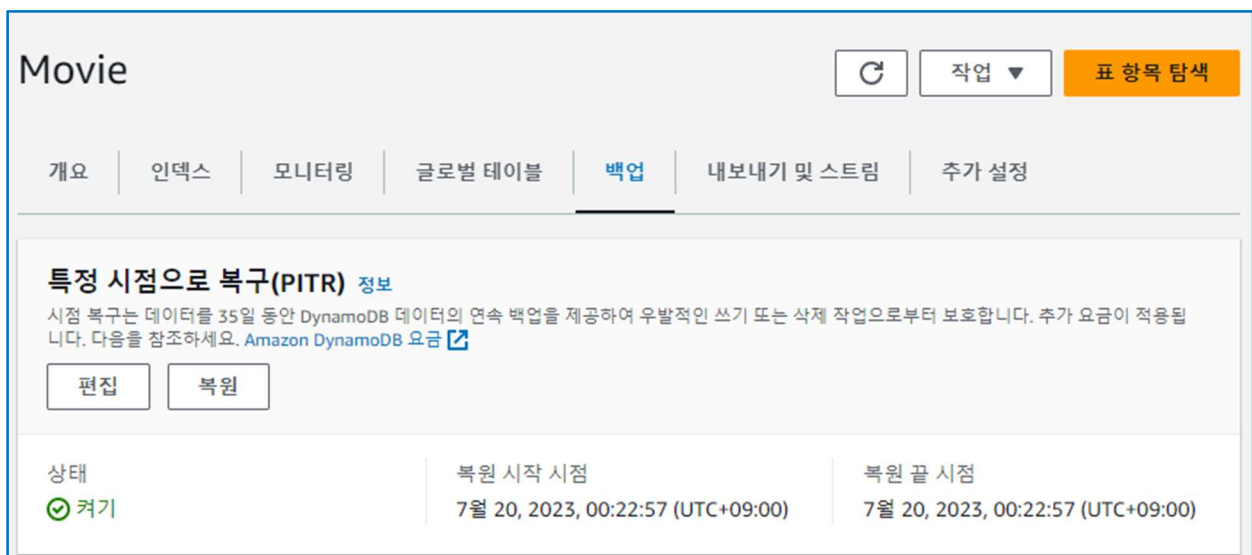 Movie
작업 ▼
표 항목 탐색
개요
인덱스
모니터링
글로벌 테이블
백업
내보내기 및 스트림
추가 설정
특정 시점으로 복구(PITR) 정보
시점 복구는 데이터를 35일 동안 DynamoDB 데이터의 연속 백업을 제공하여 우발적인 쓰기 또는 삭제 작업으로부터 보호합니다. 추가 요금이 적용됩
니다. 다음을 참조하세요. Amazon DynamoDB 요금
편집
복원
상태
켜기
복원 시작 시점
7월 20, 2023, 00:22:57 (UTC+09:00)
복원 끝 시점
7월 20, 2023, 00:22:57 (UTC+09:00)